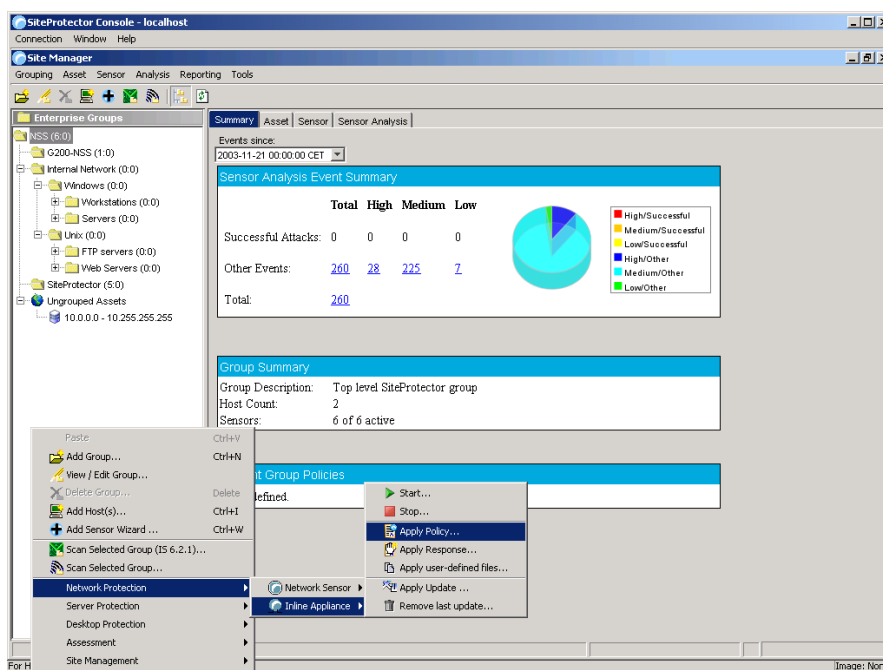 SiteProtector Console - localhost
Connection Window Help
Site Manager
Grouping Asset Sensor Analysis Reporting Tools
Enterprise Groups
NSS (6:0)
G200-NSS (1:0)
Internal Network (0:0)
Windows (0:0)
Workstations (0:0)
Servers (0:0)
Unix (0:0)
FTP servers (0:0)
Web Servers (0:0)
SiteProtector (5:0)
Ungrouped Assets
10.0.0.0 - 10.255.255.255
Summary Asset Sensor Sensor Analysis
Events since:
2003-11-21 00:00:00 CET
Sensor Analysis Event Summary
Total High Medium Low
Successful Attacks: 0 0 0 0
Other Events: 260 28 225 7
Total: 260
High/Successful
Medium/Successful
Low/Successful
High/Other
Medium/Other
Low/Other
Group Summary
Group Description: Top level SiteProtector group
Host Count: 2
Sensors: 6 of 6 active
nt Group Policies
defined.
Paste Ctrl+V
Add Group... Ctrl+N
View / Edit Group...
Delete Group... Delete
Add Host(s)... Ctrl+I
Add Sensor Wizard ... Ctrl+W
Scan Selected Group (IS 6.2.1)...
Scan Selected Group...
Network Protection
Server Protection
Desktop Protection
Assessment
Site Management
Network Sensor
Inline Appliance
Start...
Stop...
Apply Policy...
Apply Response...
Apply user-defined files...
Apply Update ...
Remove last update...
For H
Image: Non